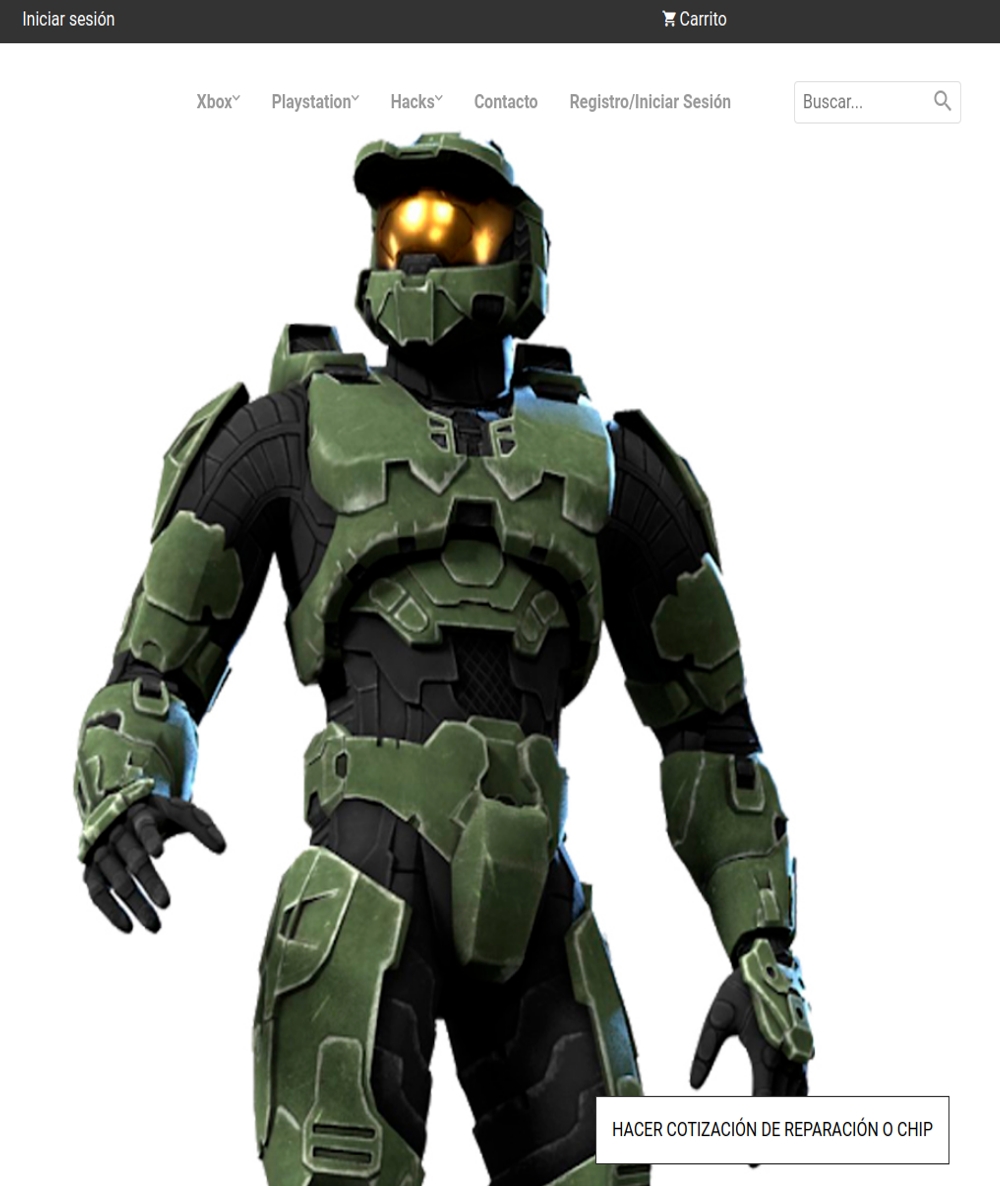 Iniciar sesión
Carrito
Xbox Playstation Hacks Contacto Registro/Iniciar Sesión Buscar...
HACER COTIZACIÓN DE REPARACIÓN O CHIP